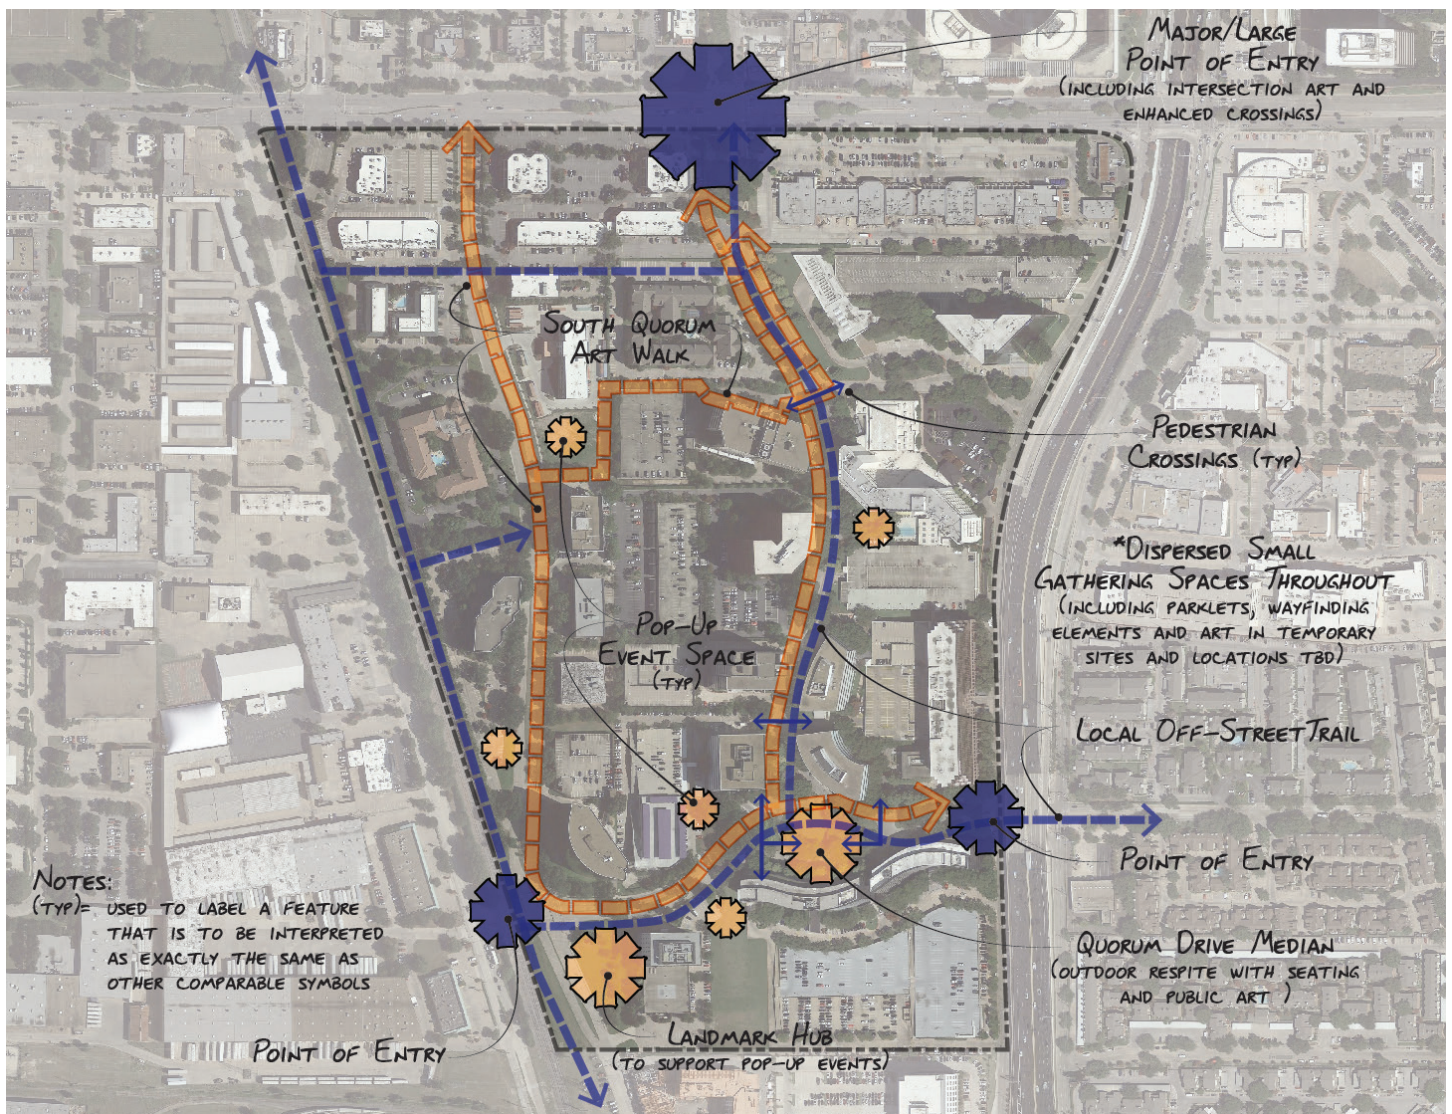 Major/Large
Point of Entry
(including intersection art and
enhanced crossings)
South Quorum
Art Walk
Pedestrian
Crossings (typ)
*Dispersed Small
Gathering Spaces Throughout
(including parklets, wayfinding
elements and art in temporary
sites and locations TBD)
Pop-Up
Event Space
(typ)
Local Off-Street Trail
Point of Entry
Notes:
(typ)= used to label a feature
that is to be interpreted
as exactly the same as
other comparable symbols
Quorum Drive Median
(outdoor respite with seating
and public art )
Landmark Hub
(to support pop-up events)
Point of Entry